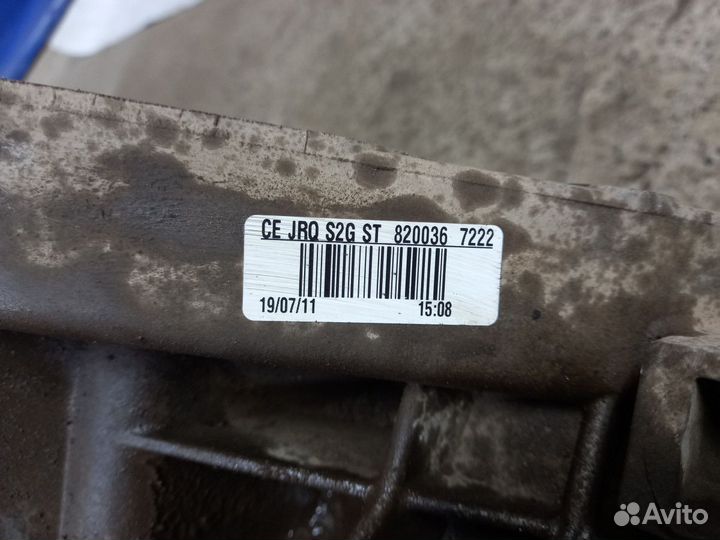 CE JRQ S2G ST 820036 7222
19/07/11 15:08
Avito